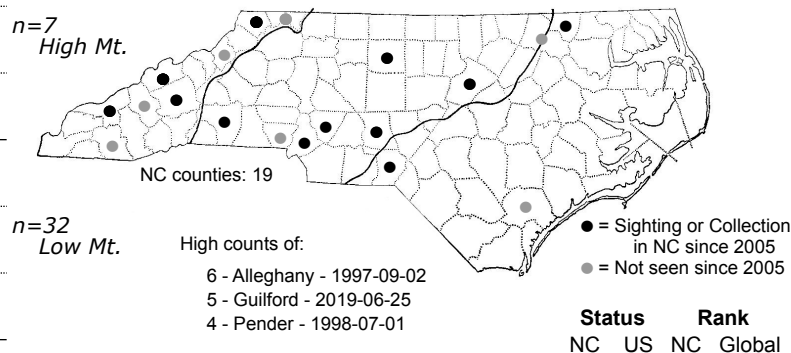 n=7
High Mt.
NC counties: 19
n=32
Low Mt.
High counts of:
6 - Alleghany - 1997-09-02
5 - Guilford - 2019-06-25
4 - Pender - 1998-07-01
= Sighting or Collection
in NC since 2005
= Not seen since 2005
Status Rank
NC US NC Global